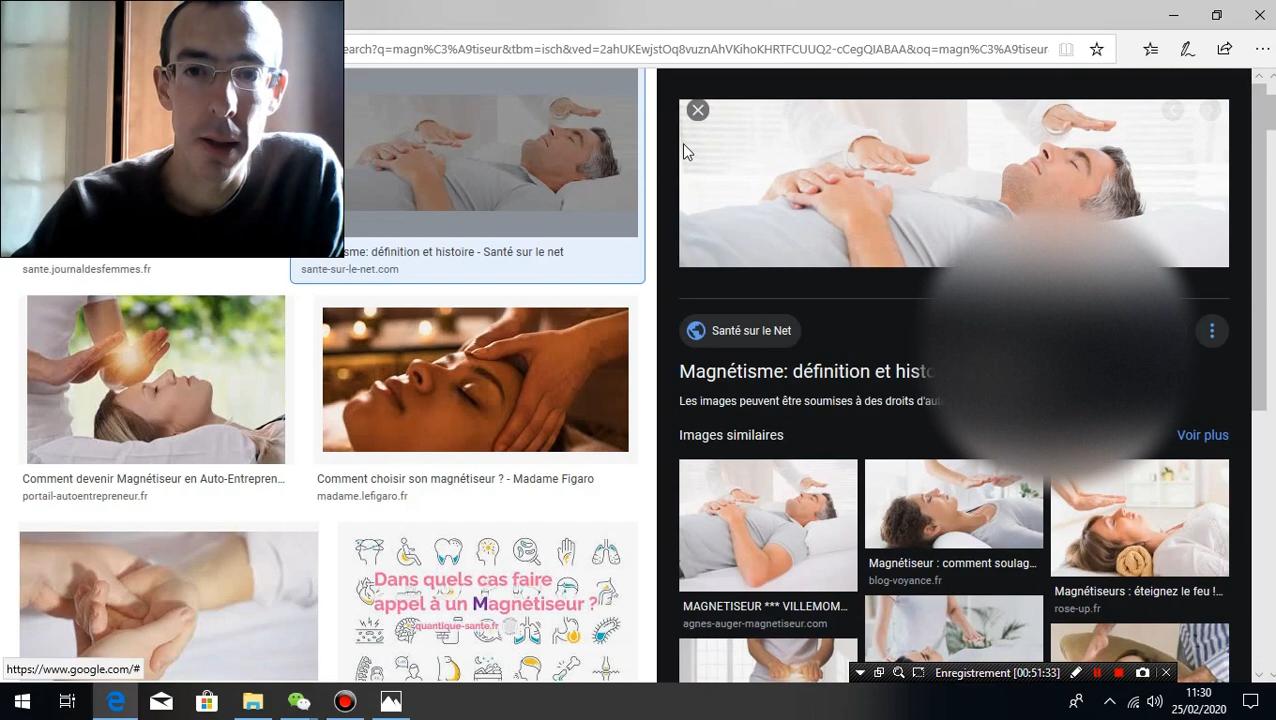 earch?q=magn%C3%A9tiseur&tbm=isch&ved=2ahUKEwjstOq8vuznAhVKihoKHRTFCUUQ2-cCegQIABAA&oq=magn%C3%A9tiseur
sante.journaldesfemmes.fr
isme: définition et histoire - Santé sur le net
sante-sur-le-net.com
Comment devenir Magnétiseur en Auto-Entrepren...
portail-autoentrepreneur.fr
Comment choisir son magnétiseur ? - Madame Figaro
madame.lefigaro.fr
Dans quels cas faire
appel à un Magnétiseur ?
quantique-sante.fr
https://www.google.com/#
Santé sur le Net
Magnétisme: définition et histo
Les images peuvent être soumises à des droits d'au
Images similaires
Voir plus
MAGNETISEUR *** VILLEMOM...
agnes-auger-magnetiseur.com
Magnétiseur : comment soulag...
blog-voyance.fr
Magnétiseurs : éteignez le feu !...
rose-up.fr
Enregistrement (00:51:33)
11:30
25/02/2020